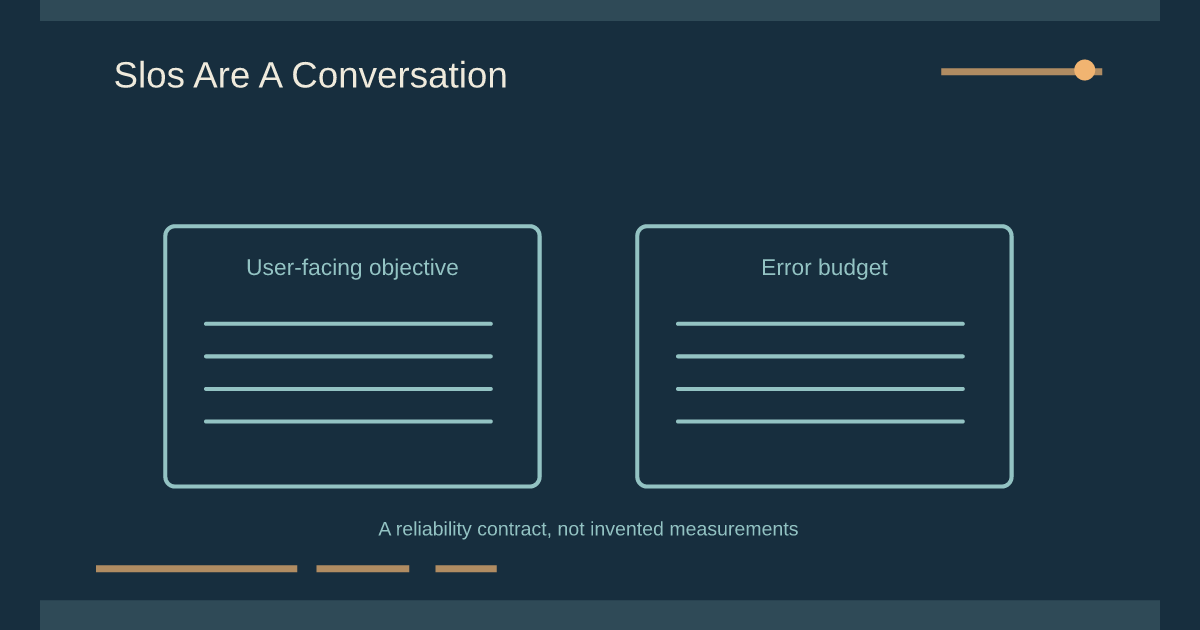 Slos Are A Conversation
User-facing objective
Error budget
A reliability contract, not invented measurements